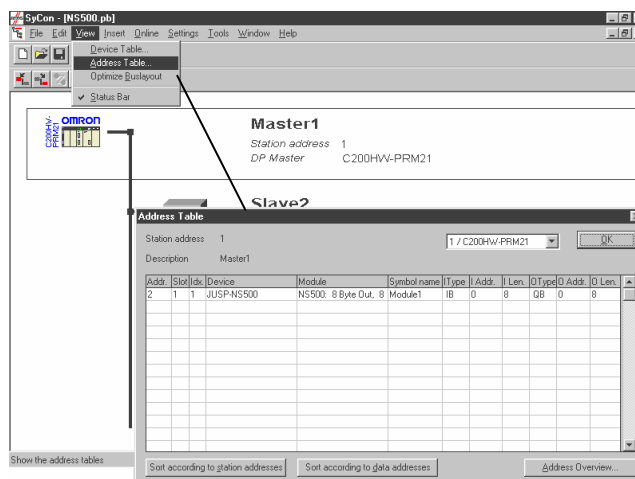 SyCon - [NS500.pb]
File Edit View Insert Online Settings Tools Window Help
Device Table...
Address Table...
Optimize Buslayout
✓ Status Bar
OMRON
C200HW-
PRM21
Master1
Station address 1
DP Master C200HW-PRM21
Slave2
Address Table
Station address 1
1 / C200HW-PRM21
OK
Description Master1
Addr. Slot Idx. Device Module Symbol name IType I Addr. I Len. OType O Addr. O Len.
2 1 1 JUSP-NS500 NS500: 8 Byte Out, 8 Module1 IB 0 8 QB 0 8
Show the address tables
Sort according to station addresses
Sort according to data addresses
Address Overview...